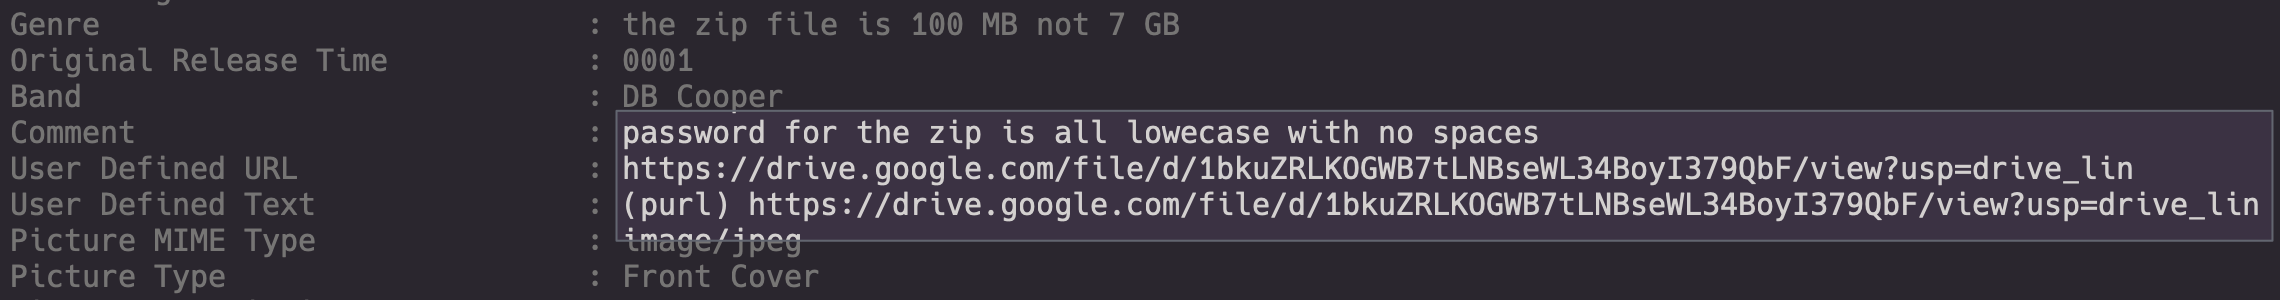 Genre : the zip file is 100 MB not 7 GB
Original Release Time : 0001
Band : DB Cooper
Comment : password for the zip is all lowecase with no spaces
User Defined URL : https://drive.google.com/file/d/1bkuZRLKOGWB7tLNBseWL34BoyI379QbF/view?usp=drive_lin
User Defined Text : (purl) https://drive.google.com/file/d/1bkuZRLKOGWB7tLNBseWL34BoyI379QbF/view?usp=drive_lin
Picture MIME Type : image/jpeg
Picture Type : Front Cover